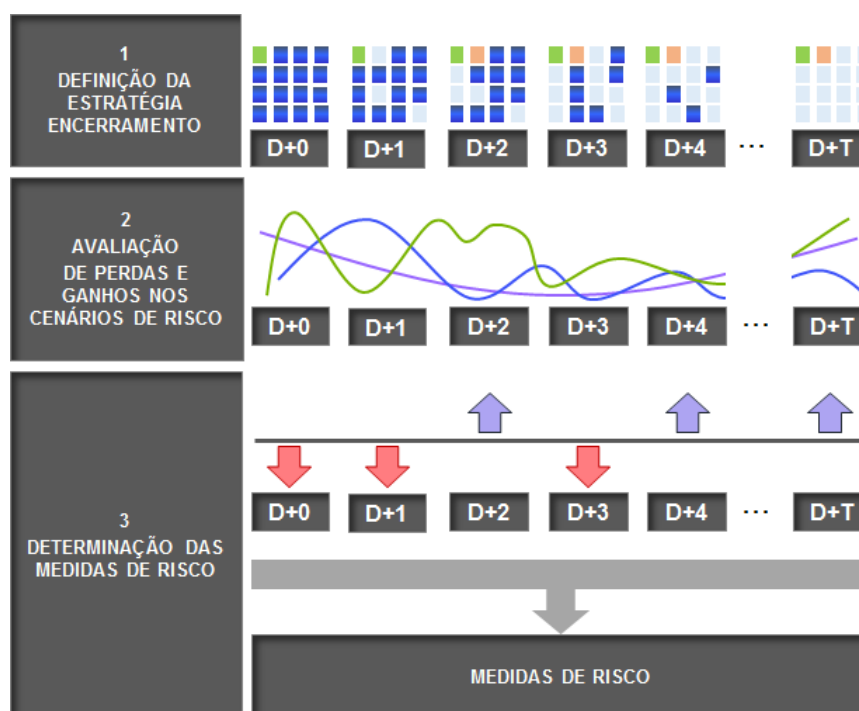 1
DEFINIÇÃO DA
ESTRATÉGIA
ENCERRAMENTO
D+0 D+1 D+2 D+3 D+4 ... D+T
2
AVALIAÇÃO
DE PERDAS E
GANHOS NOS
CENÁRIOS DE RISCO
D+0 D+1 D+2 D+3 D+4 ... D+T
3
DETERMINAÇÃO DAS
MEDIDAS DE RISCO
D+0 D+1 D+2 D+3 D+4 ... D+T
MEDIDAS DE RISCO